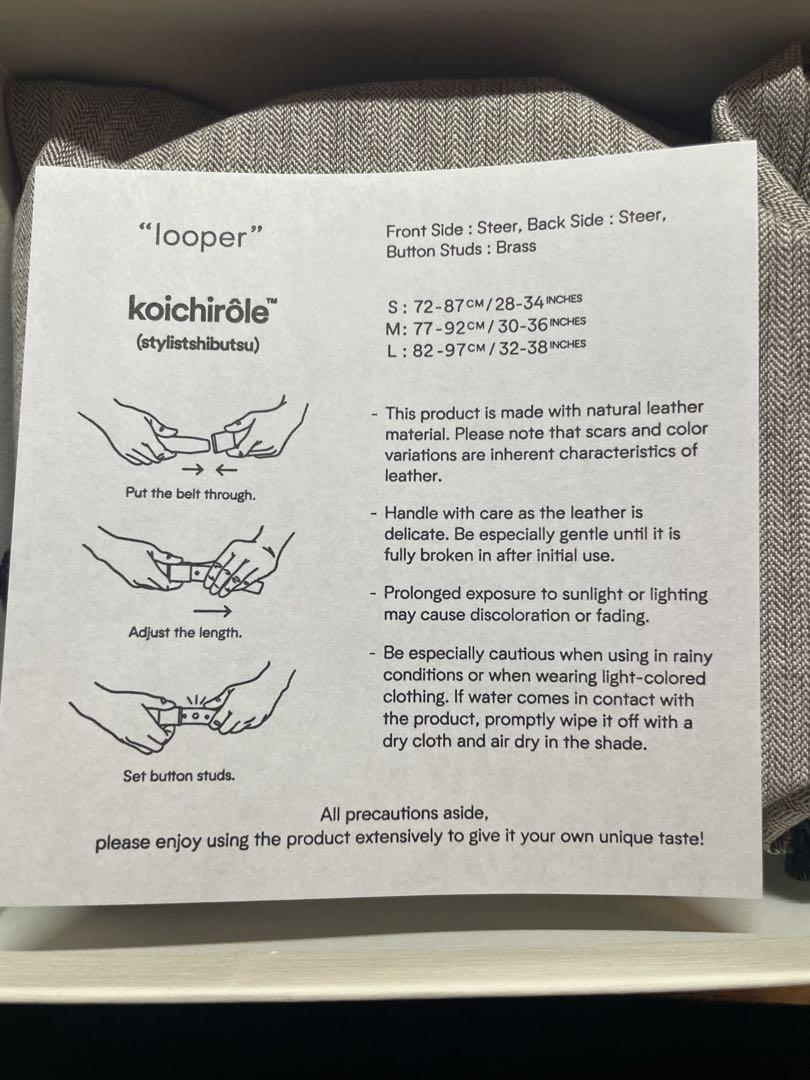 “looper”
koichirôle™
(stylistshibutsu)
Put the belt through.
Adjust the length.
Set button studs.
Front Side : Steer, Back Side : Steer,
Button Studs : Brass
S : 72-87CM/28-34INCHES
M: 77-92CM/30-36INCHES
L : 82-97CM/32-38INCHES
- This product is made with natural leather
material. Please note that scars and color
variations are inherent characteristics of
leather.
- Handle with care as the leather is
delicate. Be especially gentle until it is
fully broken in after initial use.
- Prolonged exposure to sunlight or lighting
may cause discoloration or fading.
- Be especially cautious when using in rainy
conditions or when wearing light-colored
clothing. If water comes in contact with
the product, promptly wipe it off with a
dry cloth and air dry in the shade.
All precautions aside,
please enjoy using the product extensively to give it your own unique taste!